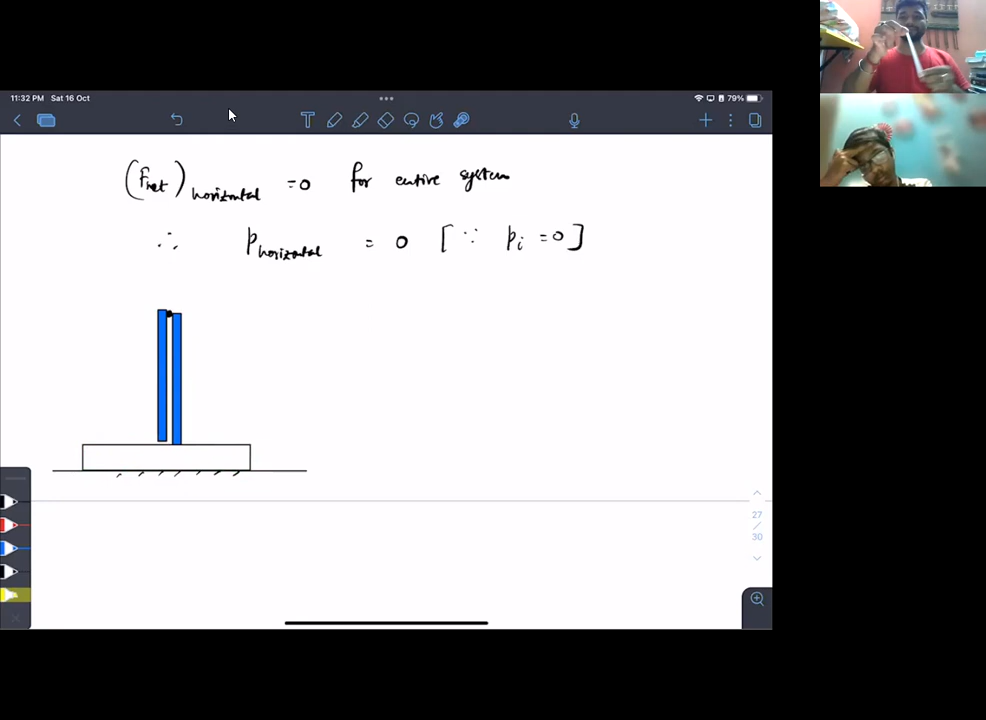 11:32 PM Sat 16 Oct
79%
T
(Fnet) horizontal =0 for entire system
∴ Phorizontal = 0 [∵ pi =0]
27
/
30